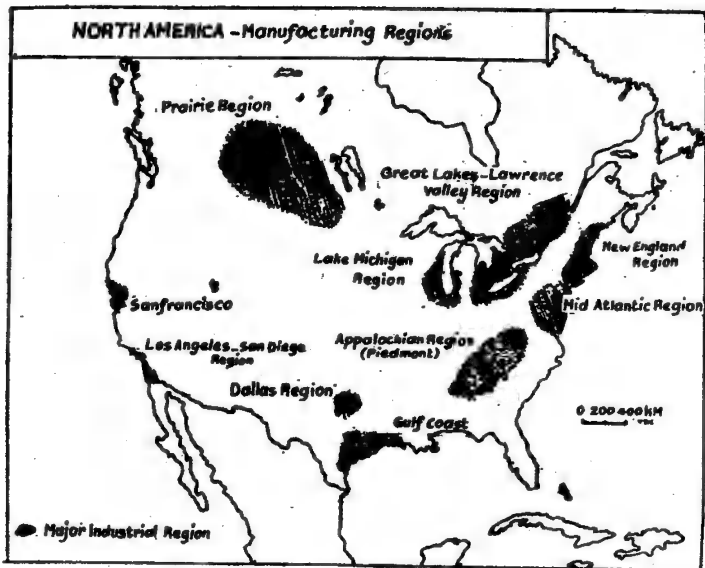 NORTH AMERICA - Manufacturing Regions
Prairie Region
Great Lakes-Lawrence
Valley Region
Lake Michigan
Region
New England
Region
Sanfrancisco
Mid Atlantic Region
Los Angeles-San Diego
Region
Appalachian Region
(Piedmont)
Dallas Region
Gulf Coast
0 200 400 KM
Major Industrial Region